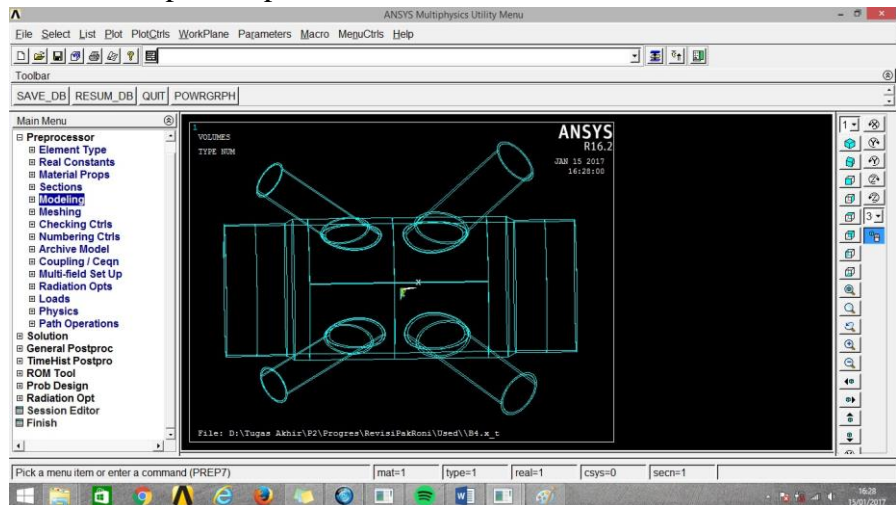 ANSYS Multiphysics Utility Menu
File Select List Plot PlotCtrls WorkPlane Parameters Macro MenuCtrls Help
Toolbar
SAVE_DB RESUM_DB QUIT POWRGRPH
Main Menu
Preprocessor
Element Type
Real Constants
Material Props
Sections
Modeling
Meshing
Checking Ctrls
Numbering Ctrls
Archive Model
Coupling / Ceqn
Multi-field Set Up
Radiation Opts
Loads
Physics
Path Operations
Solution
General Postproc
TimeHist Postpro
ROM Tool
Prob Design
Radiation Opt
Session Editor
Finish
1
VOLUMES
TYPE NUM
ANSYS
R16.2
JAN 15 2017
16:28:00
X
File: D:\Tugas Akhir\P2\Progres\RevisiPakRoni\Used\\B4.x_t
1
3
Pick a menu item or enter a command (PREP7)
mat=1 type=1 real=1 csys=0 secn=1
16:28
15/01/2017